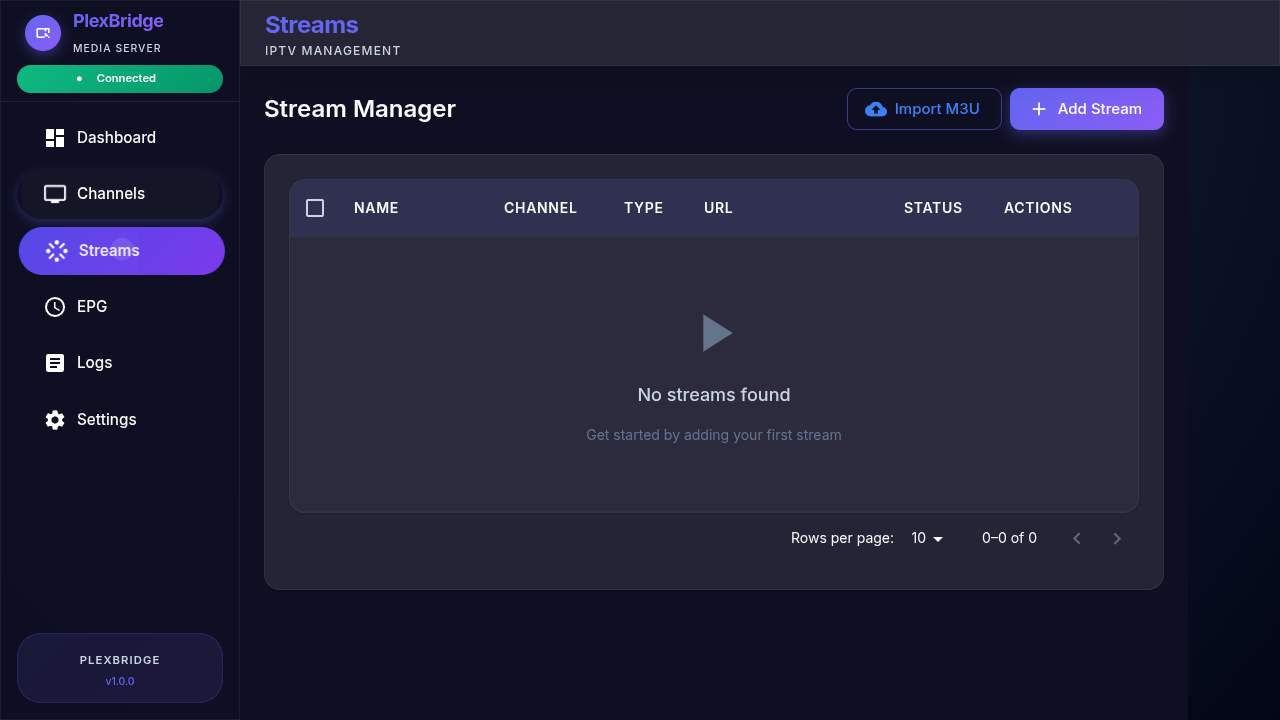 PlexBridge
MEDIA SERVER
Connected
Dashboard
Channels
Streams
EPG
Logs
Settings
PLEXBRIDGE
v1.0.0
Streams
IPTV MANAGEMENT
Stream Manager
Import M3U
Add Stream
NAME CHANNEL TYPE URL STATUS ACTIONS
No streams found
Get started by adding your first stream
Rows per page: 10 0–0 of 0